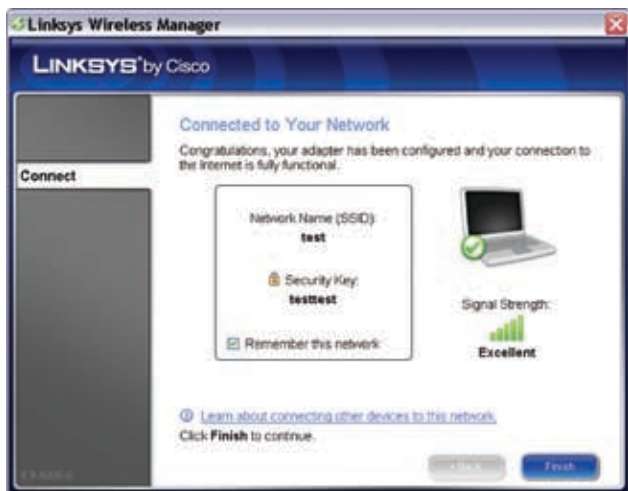 Linksys Wireless Manager
LINKSYS® by Cisco
Connect
Connected to Your Network
Congratulations, your adapter has been configured and your connection to
the Internet is fully functional.
Network Name (SSID):
test
Security Key:
testtest
Remember this network
Signal Strength:
Excellent
Learn about connecting other devices to this network.
Click Finish to continue.
Back
Finish